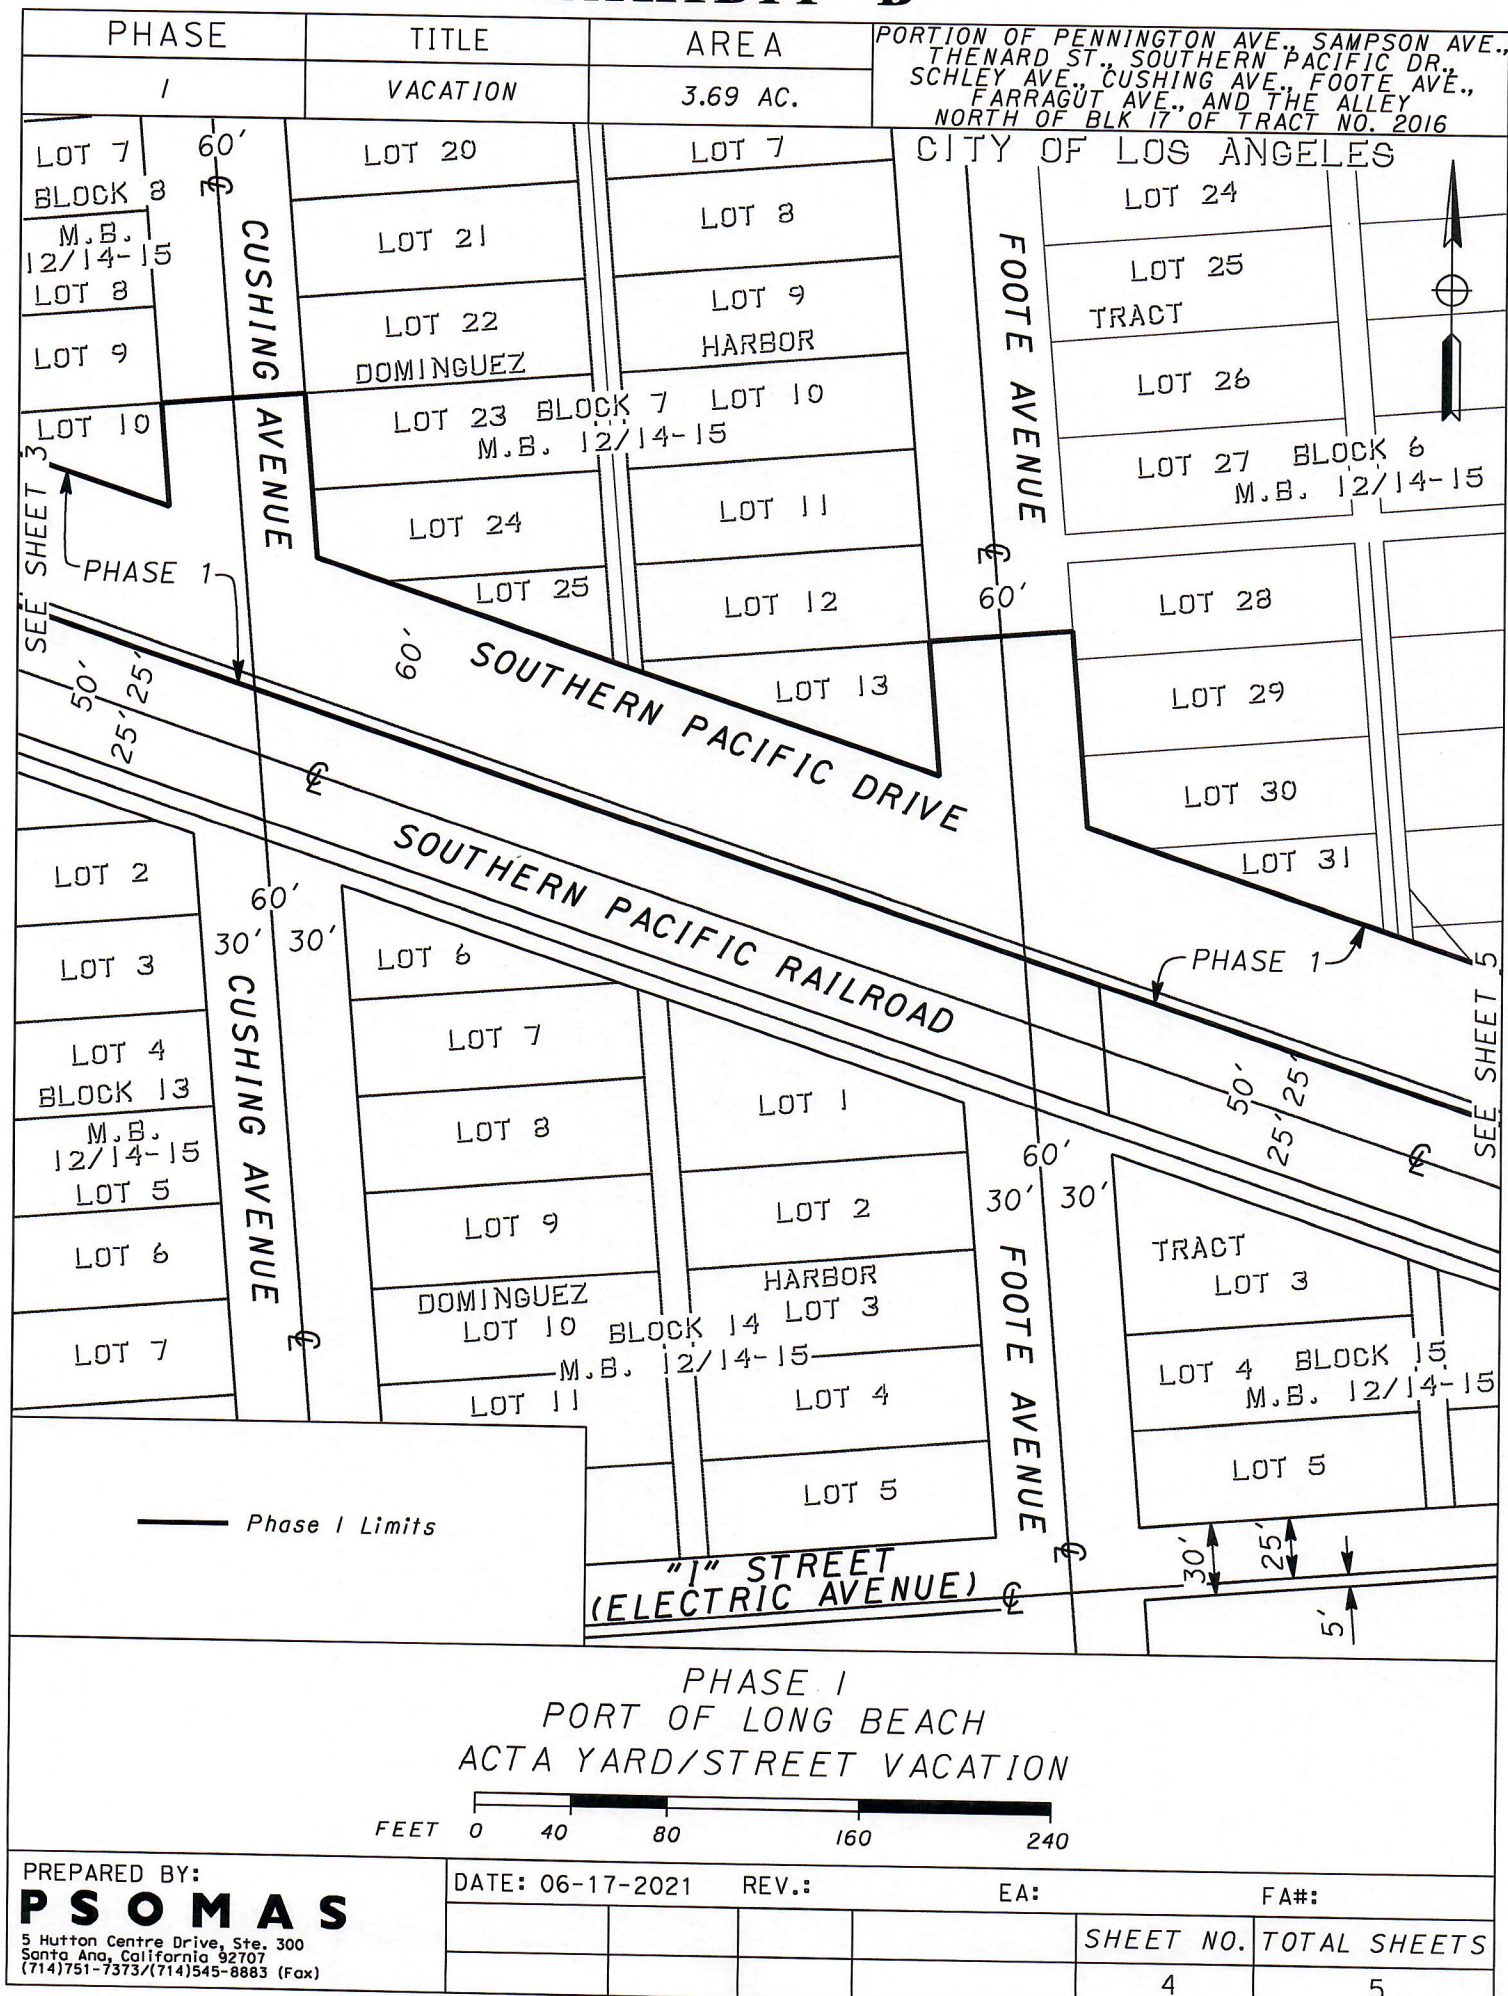 PHASE
TITLE
AREA
PORTION OF PENNINGTON AVE., SAMPSON AVE.,
THENARD ST., SOUTHERN PACIFIC DR.,
SCHLEY AVE., CUSHING AVE., FOOTE AVE.,
FARRAGUT AVE., AND THE ALLEY
NORTH OF BLK 17 OF TRACT NO. 2016
1
VACATION
3.69 AC.
CITY OF LOS ANGELES
LOT 7
BLOCK 8
M.B.
12/14-15
LOT 8
LOT 9
LOT 10
60'
CUSHING AVENUE
LOT 20
LOT 21
LOT 22
DOMINGUEZ
LOT 23
BLOCK 7
M.B. 12/14-15
LOT 24
LOT 25
LOT 7
LOT 8
LOT 9
HARBOR
LOT 10
LOT 11
LOT 12
LOT 13
FOOTE AVENUE
60'
LOT 24
LOT 25
TRACT
LOT 26
LOT 27
BLOCK 6
M.B. 12/14-15
LOT 28
LOT 29
LOT 30
LOT 31
SEE SHEET 3
PHASE 1
60'
SOUTHERN PACIFIC DRIVE
50'
25'
25'
℄
SOUTHERN PACIFIC RAILROAD
PHASE 1
SEE SHEET 5
50'
25'
25'
℄
LOT 2
LOT 3
LOT 4
BLOCK 13
M.B.
12/14-15
LOT 5
LOT 6
LOT 7
60'
30'
30'
CUSHING AVENUE
LOT 6
LOT 7
LOT 8
LOT 9
DOMINGUEZ
LOT 10
BLOCK 14
M.B. 12/14-15
LOT 11
LOT 1
LOT 2
HARBOR
LOT 3
LOT 4
LOT 5
60'
30'
30'
FOOTE AVENUE
TRACT
LOT 3
LOT 4
BLOCK 15
M.B. 12/14-15
LOT 5
30'
25'
5'
"I" STREET
(ELECTRIC AVENUE)
℄
Phase 1 Limits
PHASE 1
PORT OF LONG BEACH
ACTA YARD/STREET VACATION
FEET 0 40 80 160 240
PREPARED BY:
PSOMAS
5 Hutton Centre Drive, Ste. 300
Santa Ana, California 92707
(714)751-7373/(714)545-8883 (Fax)
DATE: 06-17-2021
REV.:
EA:
FA#:
SHEET NO.
TOTAL SHEETS
4
5